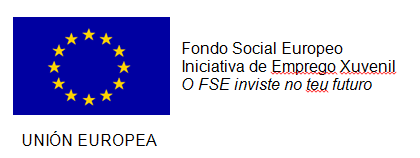 Fondo Social Europeo
Iniciativa de Emprego Xuvenil
O FSE inviste no teu futuro
UNIÓN EUROPEA